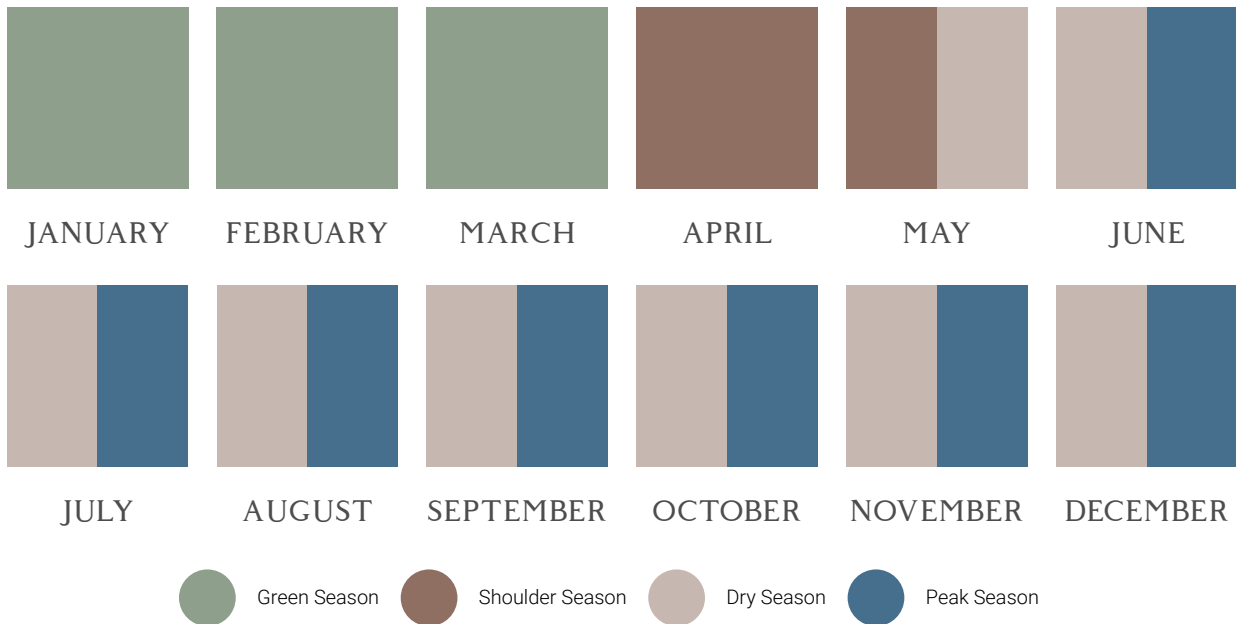 JANUARY FEBRUARY MARCH APRIL MAY JUNE
JULY AUGUST SEPTEMBER OCTOBER NOVEMBER DECEMBER
Green Season Shoulder Season Dry Season Peak Season